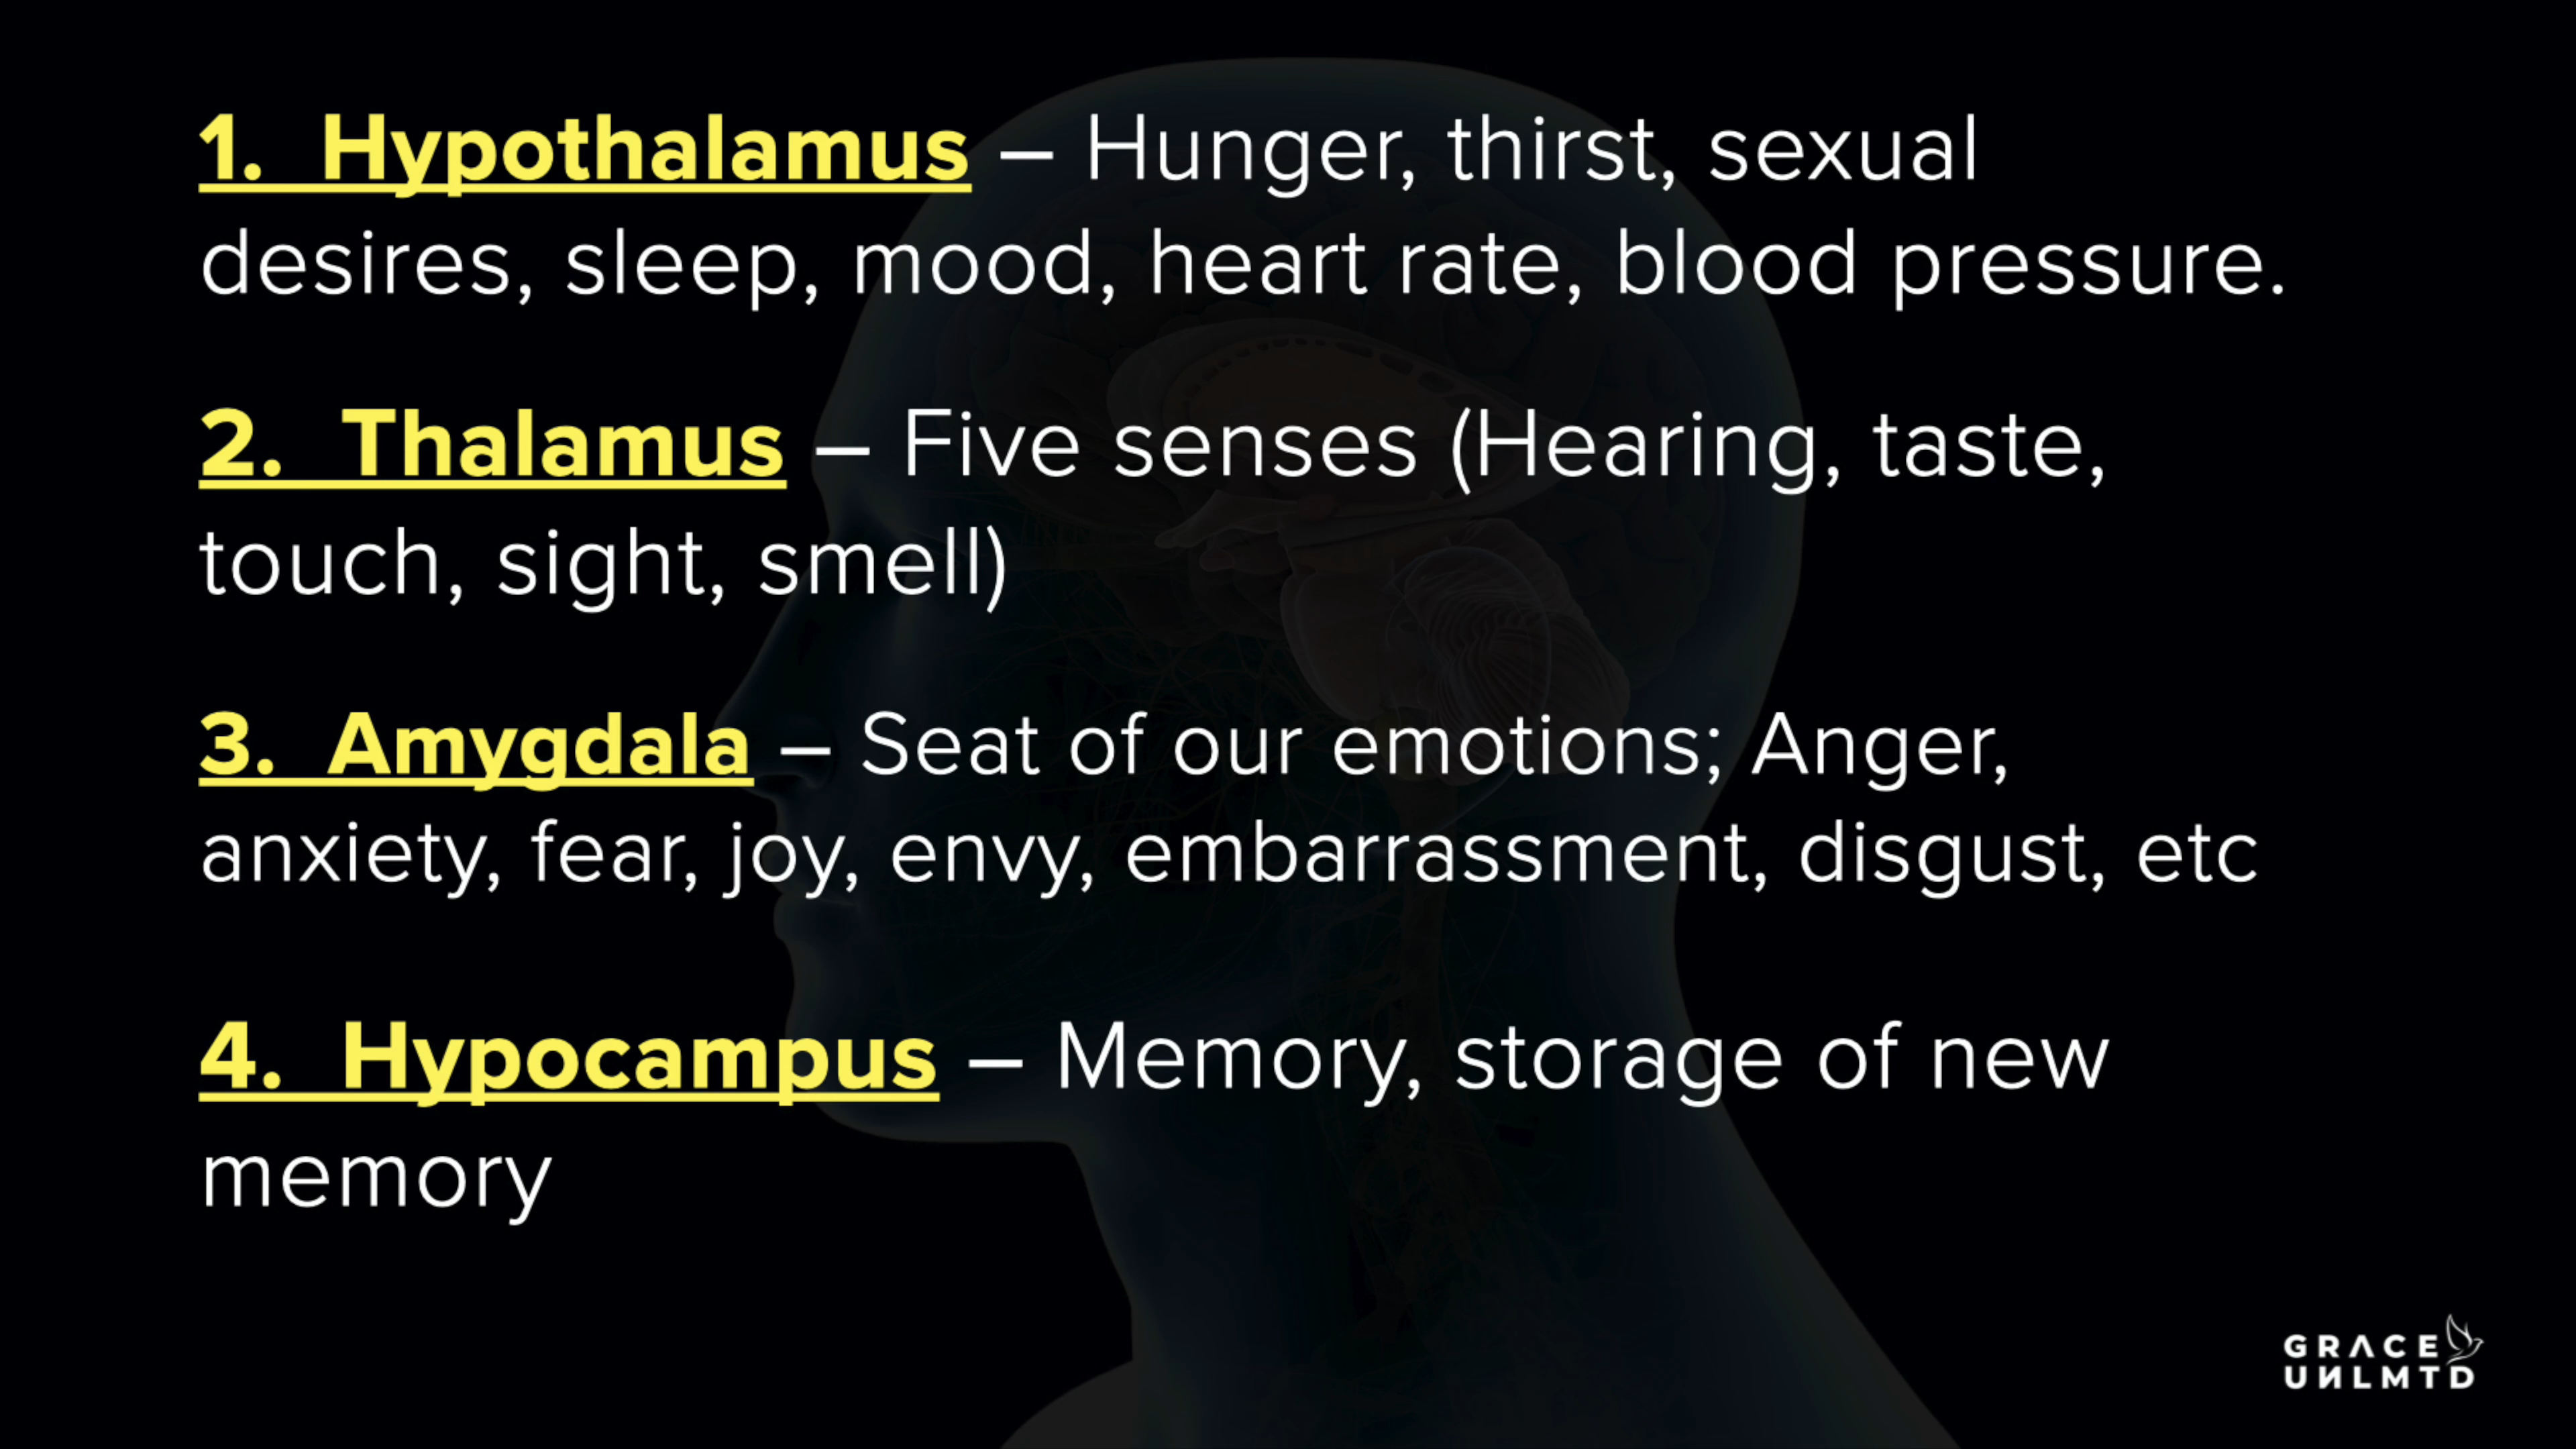 1. Hypothalamus – Hunger, thirst, sexual
desires, sleep, mood, heart rate, blood pressure.
2. Thalamus – Five senses (Hearing, taste,
touch, sight, smell)
3. Amygdala – Seat of our emotions; Anger,
anxiety, fear, joy, envy, embarrassment, disgust, etc
4. Hypocampus – Memory, storage of new
memory
GRACE
UNLMTD